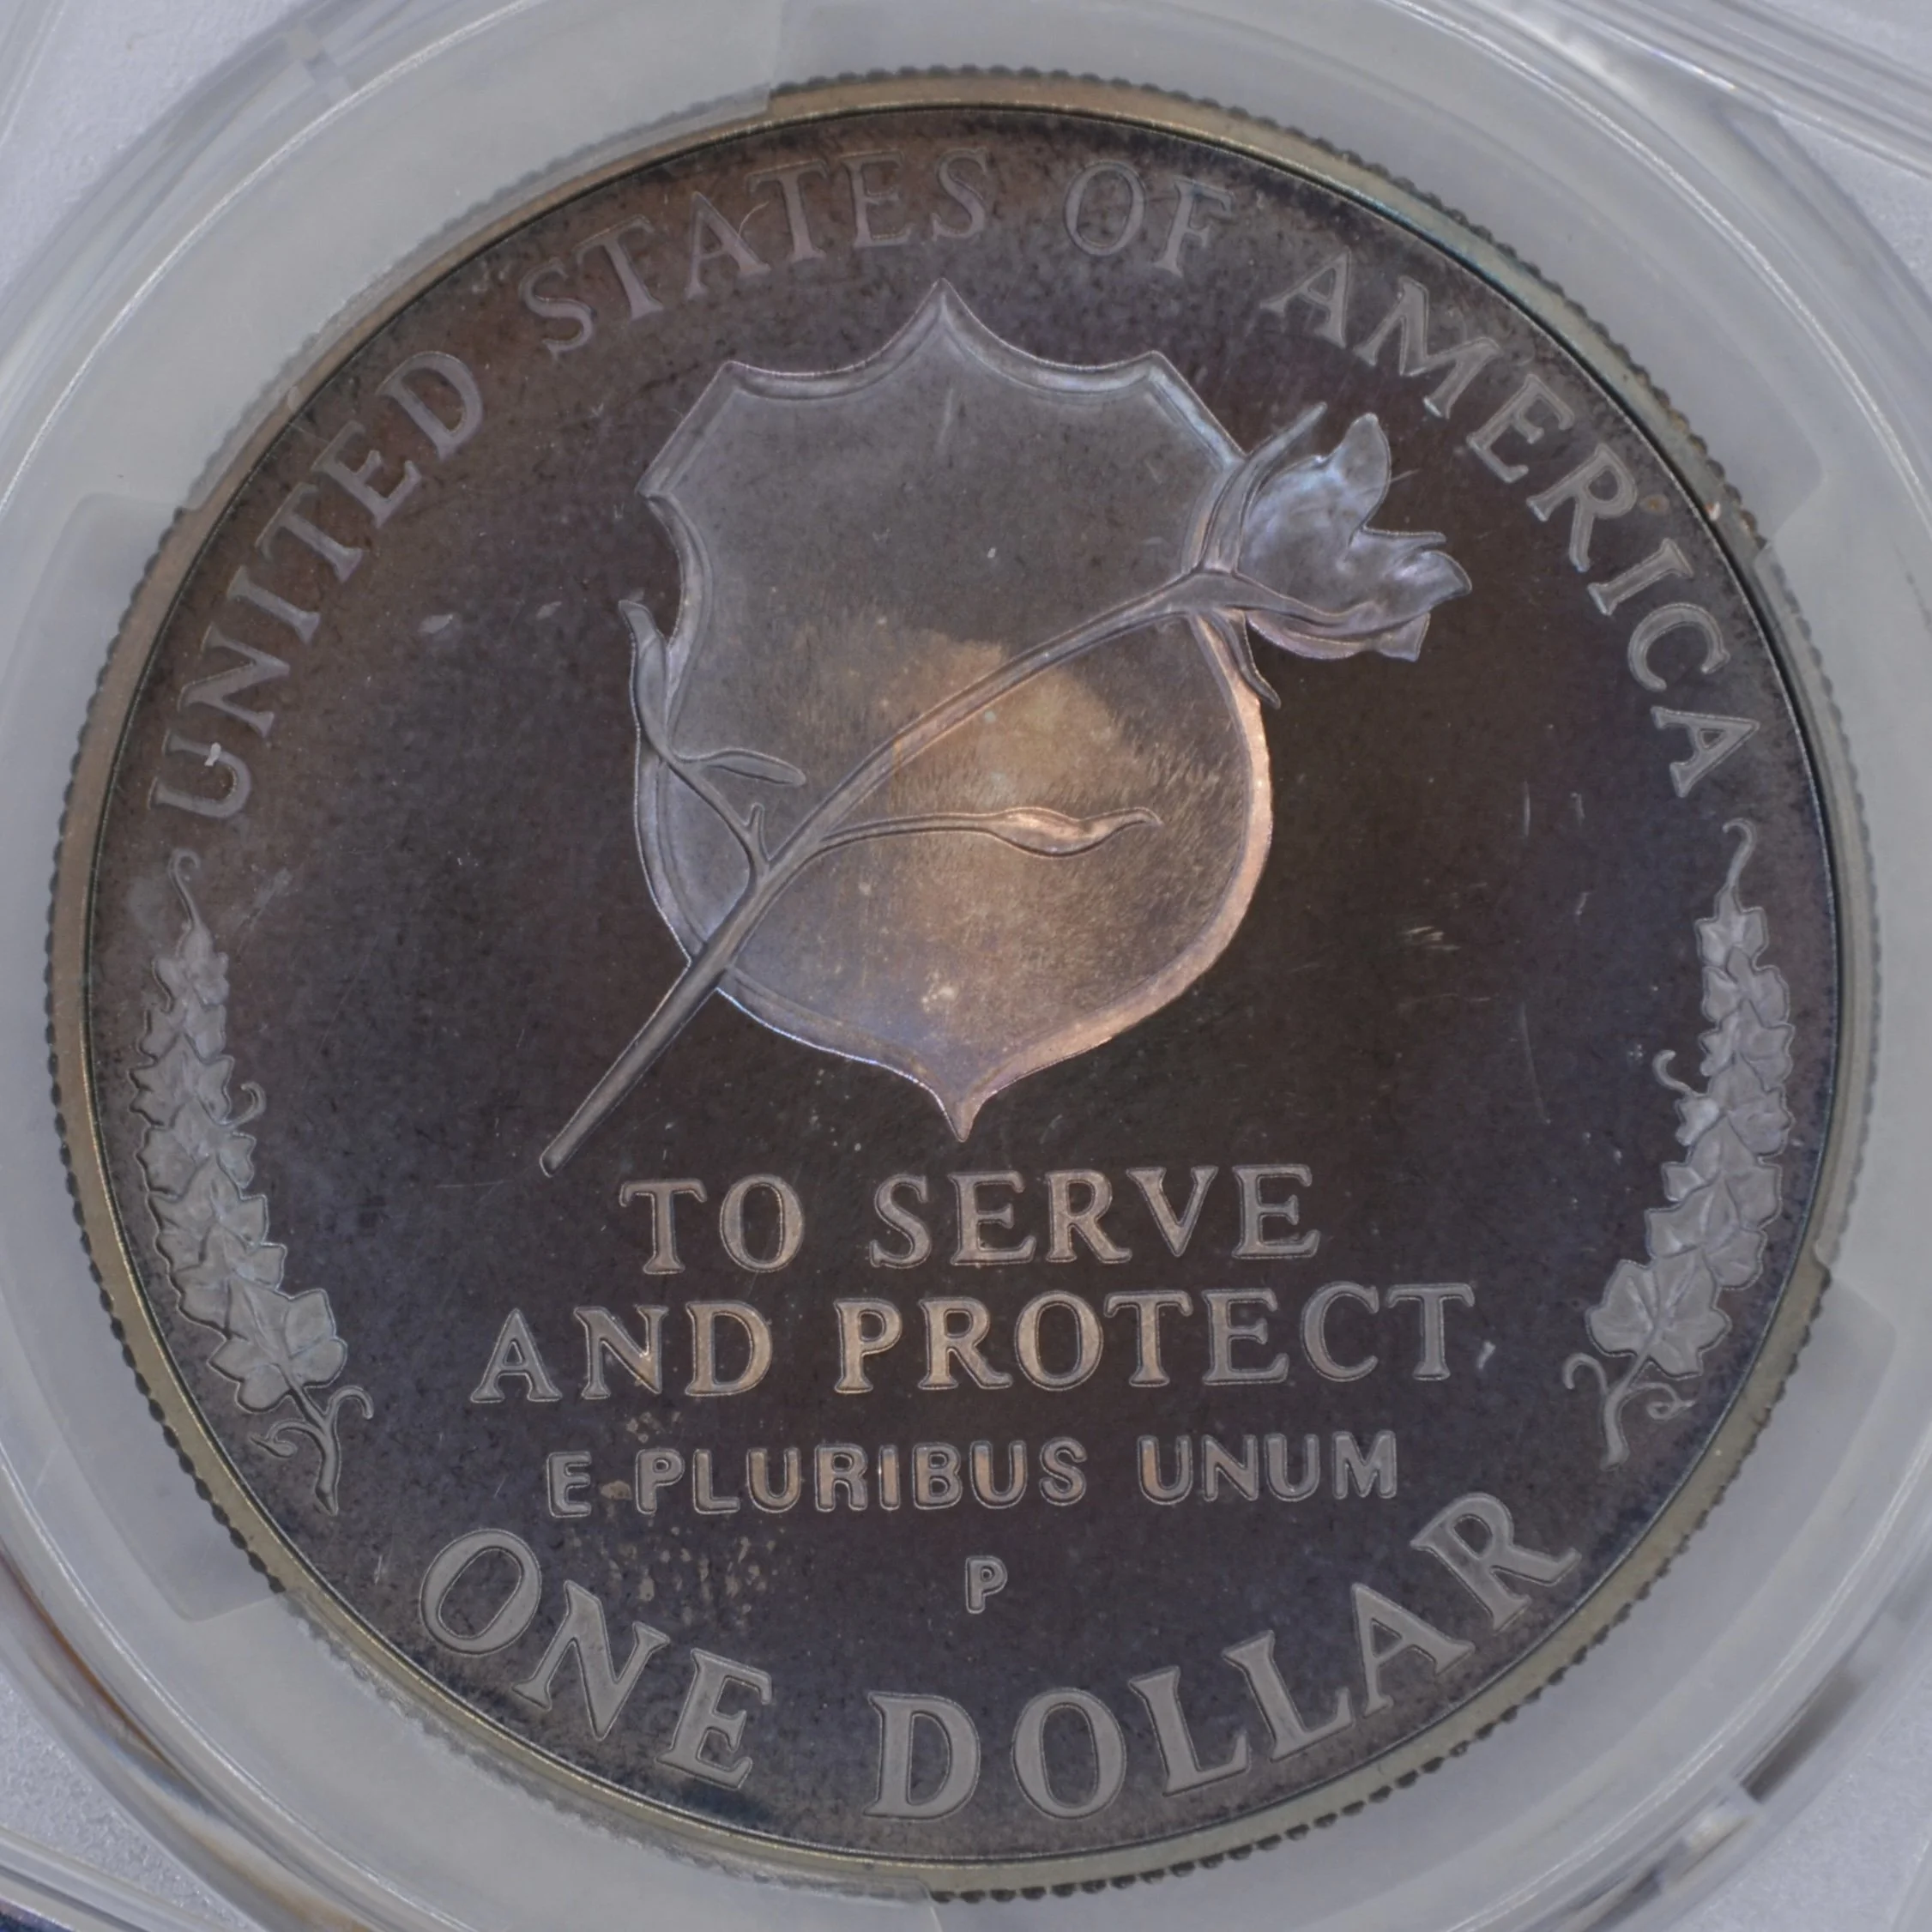 UNITED STATES OF AMERICA
TO SERVE
AND PROTECT
E PLURIBUS UNUM
P
ONE DOLLAR